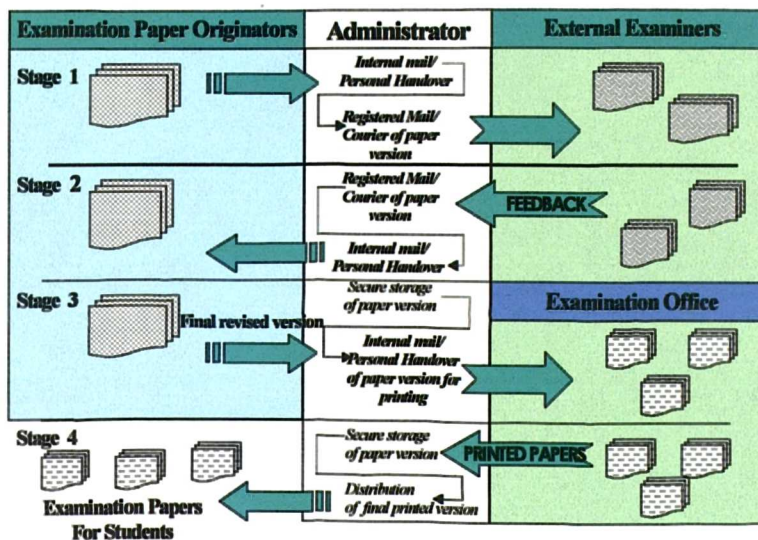 Examination Paper Originators
Administrator
External Examiners
Stage 1
Internal mail/
Personal Handover
Registered Mail/
Courier of paper
version
Stage 2
Registered Mail/
Courier of paper
version
FEEDBACK
Internal mail/
Personal Handover
Stage 3
Secure storage
of paper version
Examination Office
Final revised version
Internal mail/
Personal Handover
of paper version for
printing
Stage 4
Secure storage
of paper version
PRINTED PAPERS
Distribution
of final printed version
Examination Papers
For Students